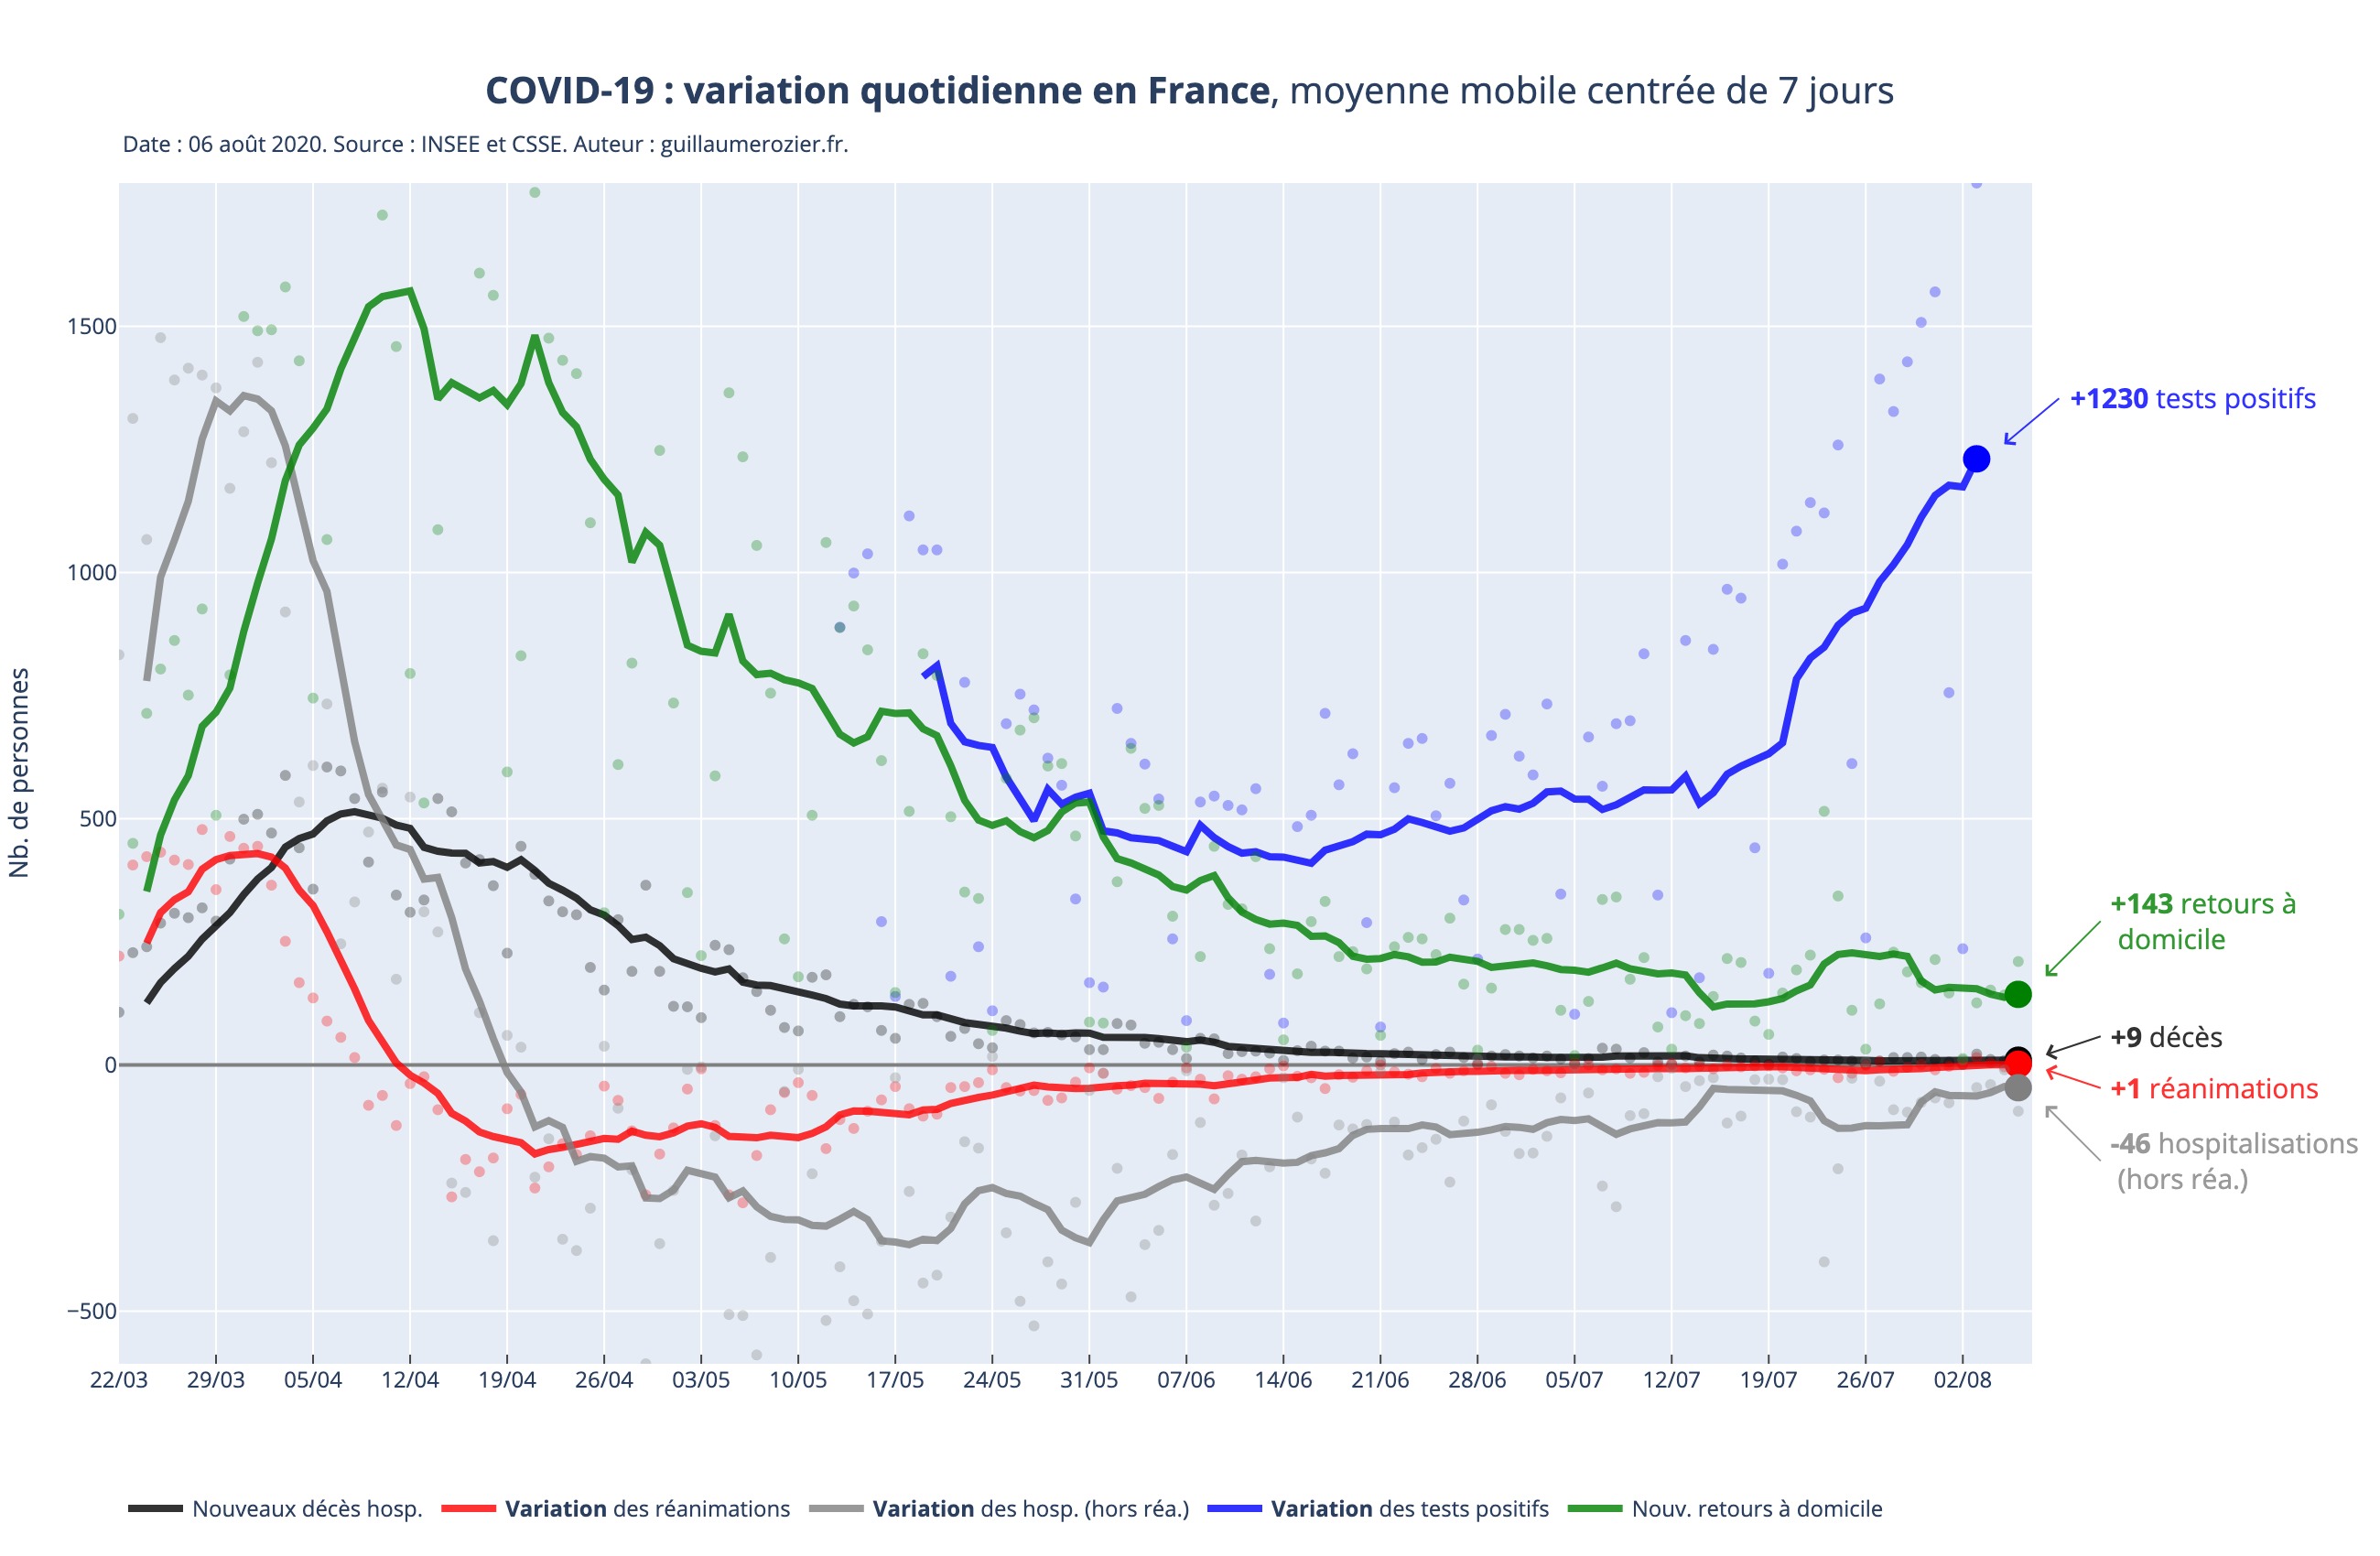 COVID-19 : variation quotidienne en France, moyenne mobile centrée de 7 jours
Date : 06 août 2020. Source : INSEE et CSSE. Auteur : guillaumerozier.fr.
Nb. de personnes
1500
1000
500
0
−500
22/03 29/03 05/04 12/04 19/04 26/04 03/05 10/05 17/05 24/05 31/05 07/06 14/06 21/06 28/06 05/07 12/07 19/07 26/07 02/08
+1230 tests positifs
+143 retours à
domicile
+9 décès
+1 réanimations
-46 hospitalisations
(hors réa.)
Nouveaux décès hosp. Variation des réanimations Variation des hosp. (hors réa.) Variation des tests positifs Nouv. retours à domicile